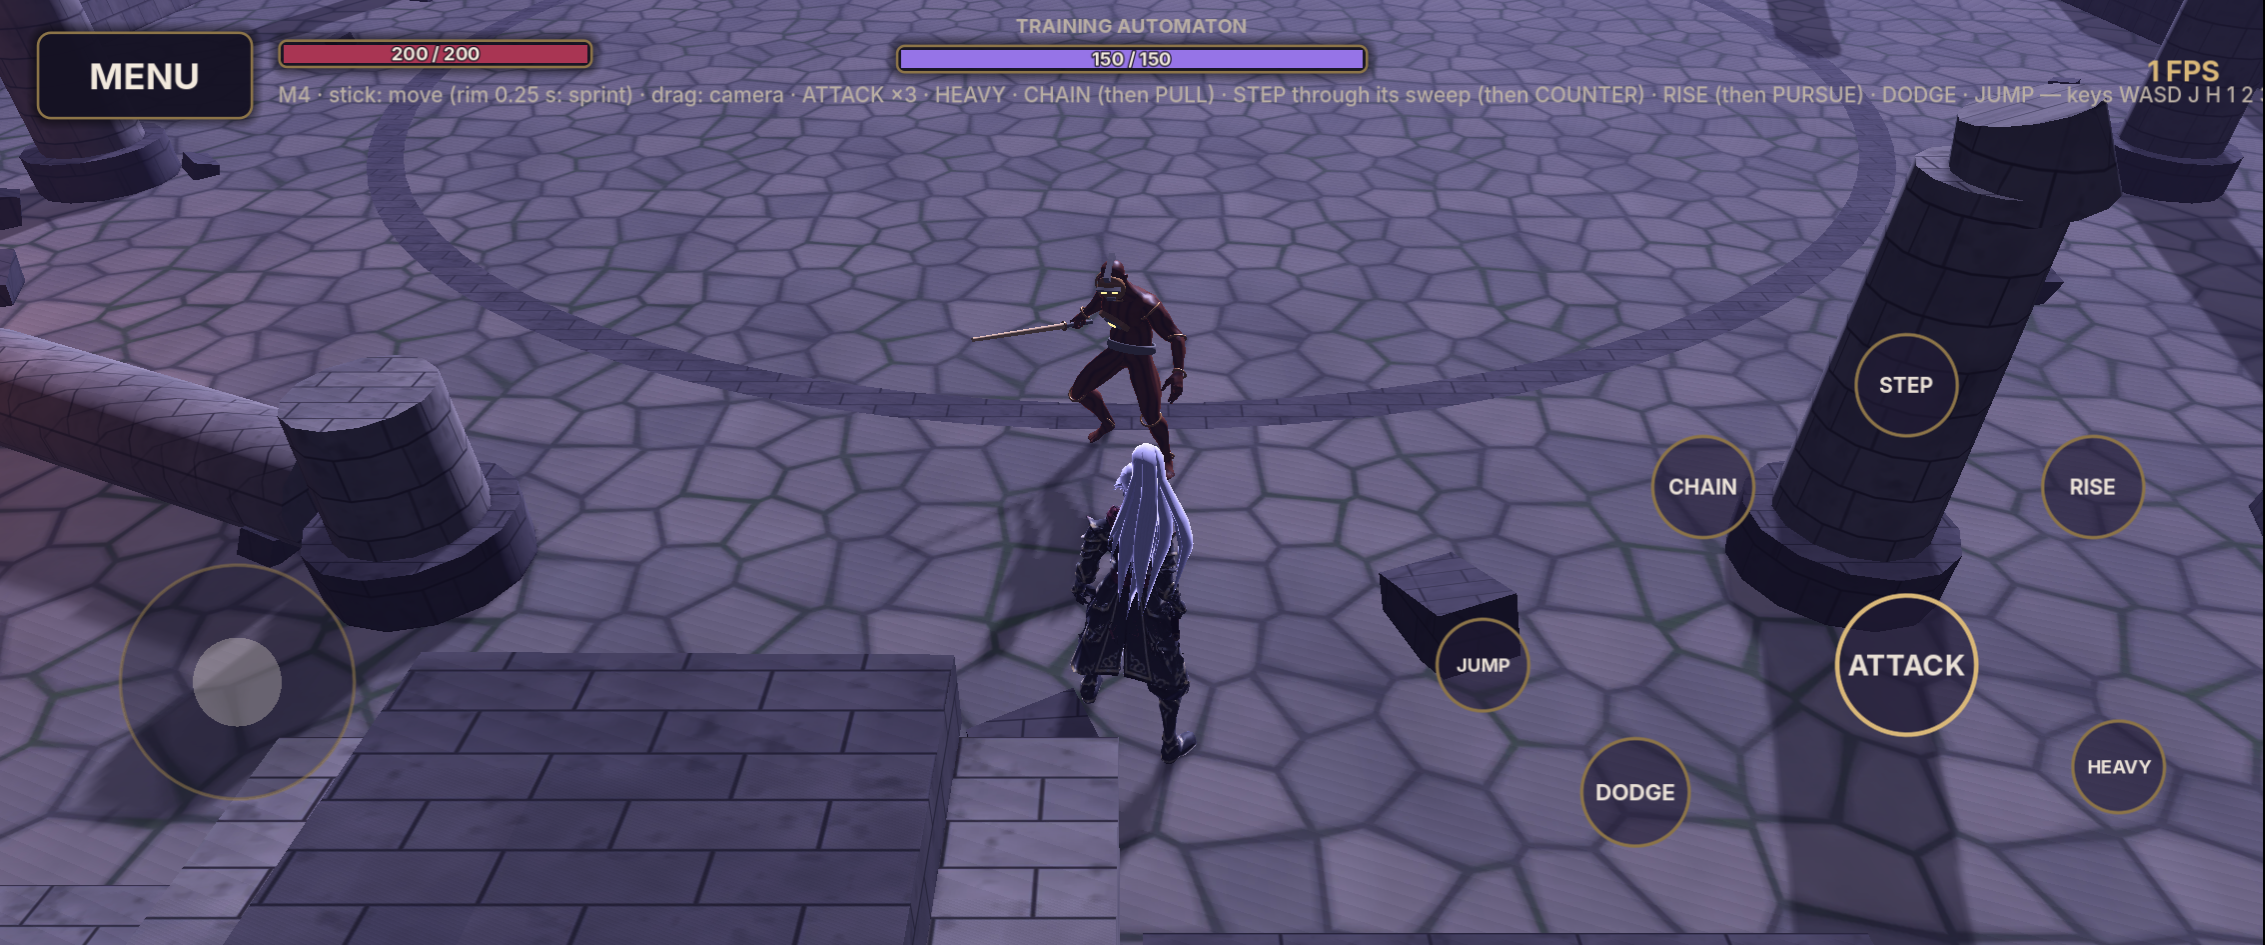 TRAINING AUTOMATON
MENU
200 / 200
150 / 150
1 FPS
M4 · stick: move (rim 0.25 s: sprint) · drag: camera · ATTACK ×3 · HEAVY · CHAIN (then PULL) · STEP through its sweep (then COUNTER) · RISE (then PURSUE) · DODGE · JUMP — keys WASD J H 1 2
STEP
CHAIN
RISE
JUMP
ATTACK
HEAVY
DODGE